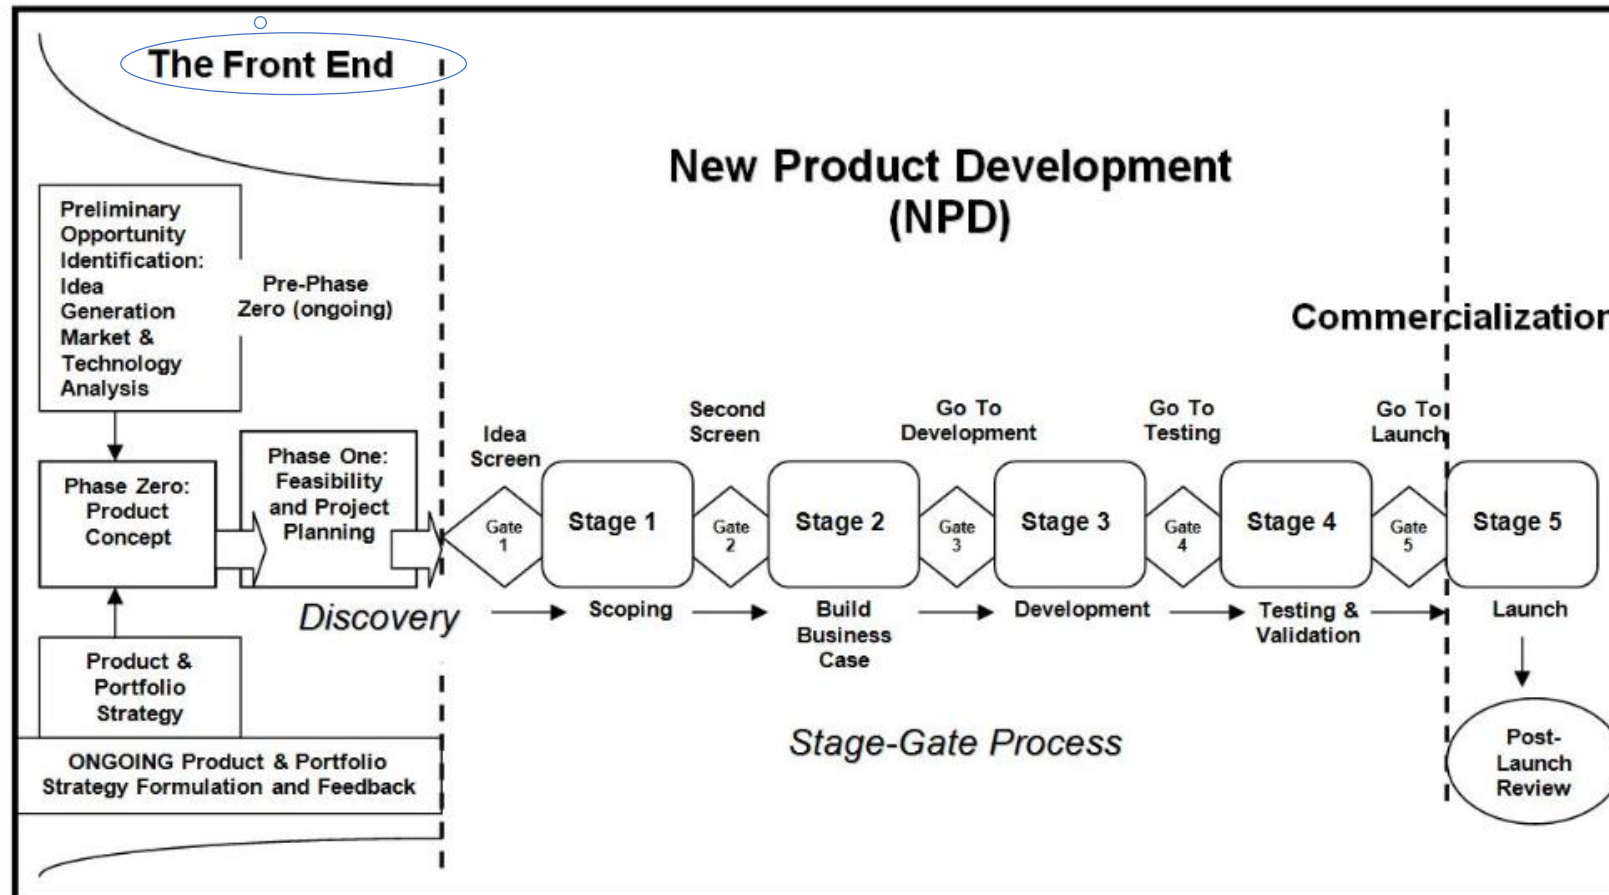 The Front End
New Product Development
(NPD)
Commercialization
Preliminary
Opportunity
Identification:
Idea
Generation
Market &
Technology
Analysis
Pre-Phase
Zero (ongoing)
Phase Zero:
Product
Concept
Phase One:
Feasibility
and Project
Planning
Product &
Portfolio
Strategy
ONGOING Product & Portfolio
Strategy Formulation and Feedback
Discovery
Idea
Screen
Gate
1
Stage 1
Scoping
Second
Screen
Gate
2
Stage 2
Build
Business
Case
Go To
Development
Gate
3
Stage 3
Development
Go To
Testing
Gate
4
Stage 4
Testing &
Validation
Go To
Launch
Gate
5
Stage 5
Launch
Post-
Launch
Review
Stage-Gate Process